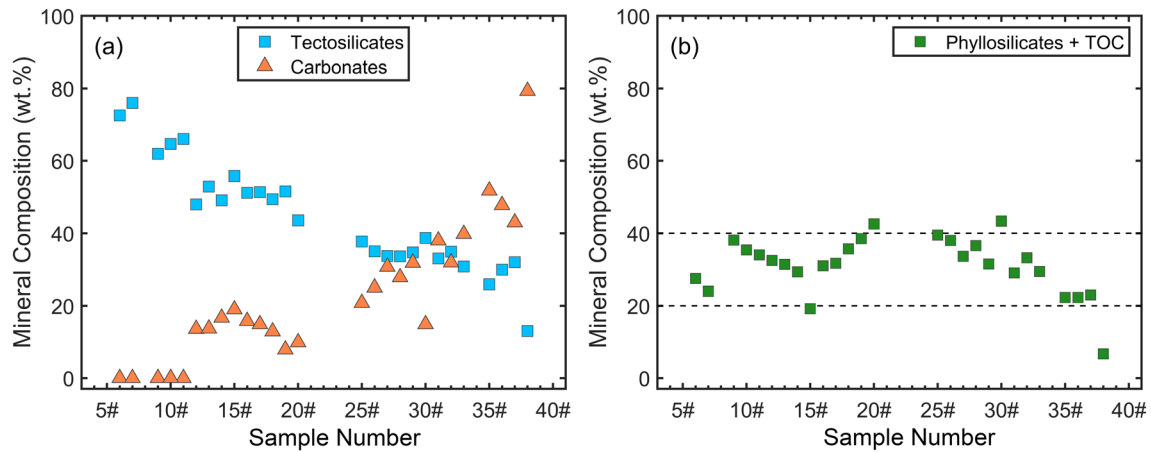 (a)
Tectosilicates
Carbonates
Mineral Composition (wt.%)
100
80
60
40
20
0
5# 10# 15# 20# 25# 30# 35# 40#
Sample Number
(b)
Phyllosilicates + TOC
Mineral Composition (wt.%)
100
80
60
40
20
0
5# 10# 15# 20# 25# 30# 35# 40#
Sample Number